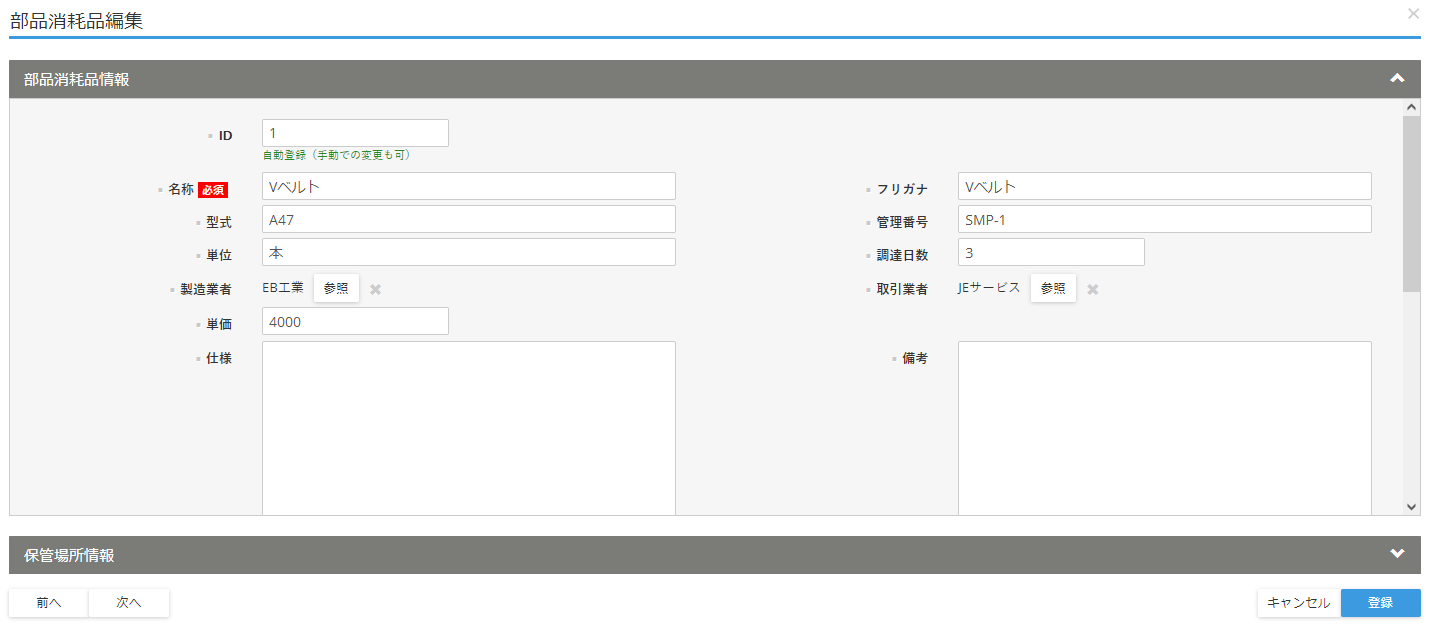 部品消耗品編集
部品消耗品情報
ID 1
自動登録（手動での変更も可）
名称 必須 Vベルト フリガナ Vベルト
型式 A47 管理番号 SMP-1
単位 本 調達日数 3
製造業者 EB工業 参照 取引業者 JEサービス 参照
単価 4000
仕様 備考
保管場所情報
前へ 次へ キャンセル 登録